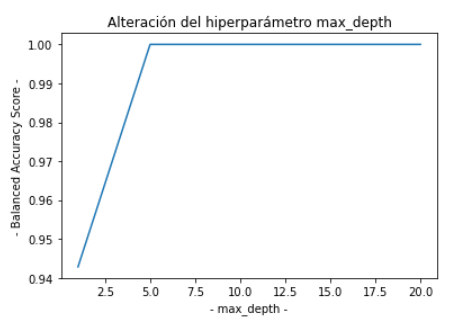 Alteración del hiperparámetro max_depth
1.00
0.99
0.98
0.97
0.96
0.95
0.94
- Balanced Accuracy Score -
2.5 5.0 7.5 10.0 12.5 15.0 17.5 20.0
- max_depth -